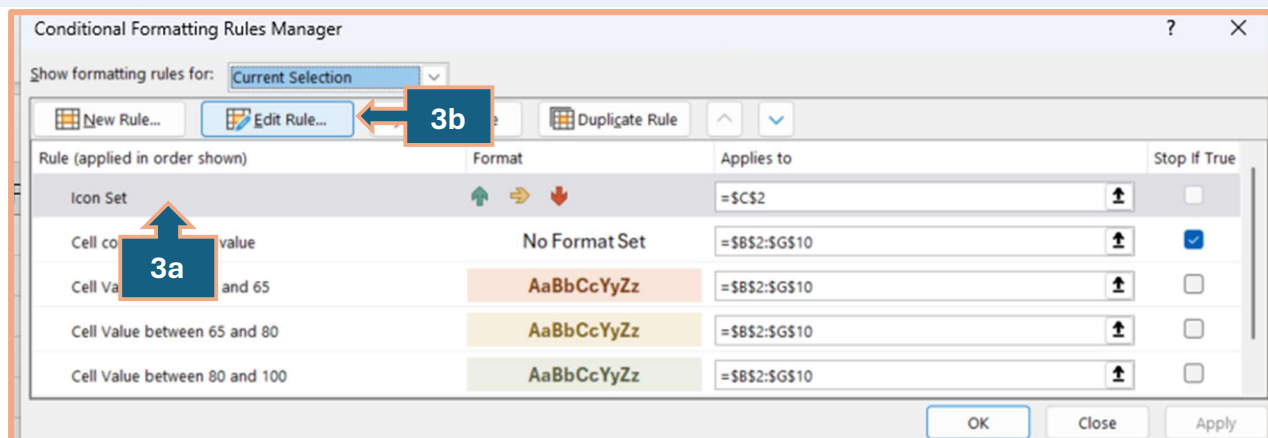 Conditional Formatting Rules Manager ? ×
Show formatting rules for: Current Selection
New Rule... Edit Rule... 3b e Duplicate Rule
Rule (applied in order shown) Format Applies to Stop If True
Icon Set =$C$2
Cell co value No Format Set =$B$2:$G$10
3a
Cell Va and 65 AaBbCcYyZz =$B$2:$G$10
Cell Value between 65 and 80 AaBbCcYyZz =$B$2:$G$10
Cell Value between 80 and 100 AaBbCcYyZz =$B$2:$G$10
OK Close Apply